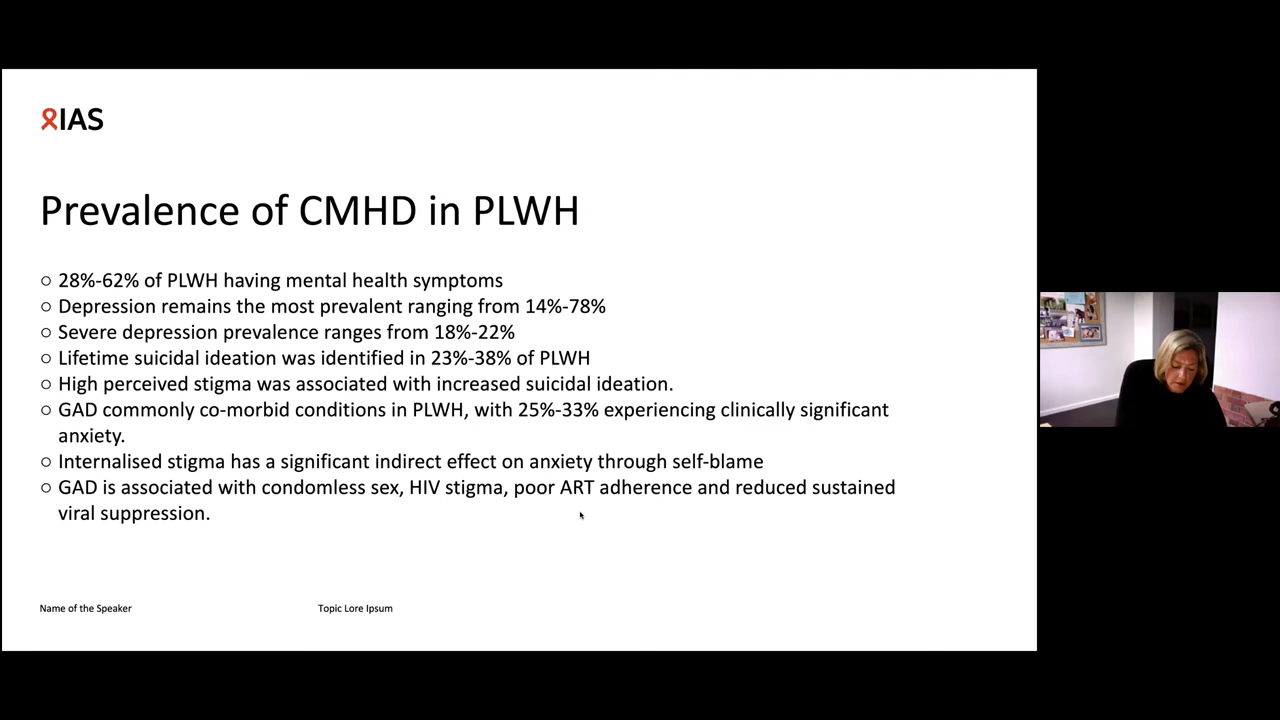 IAS
Prevalence of CMHD in PLWH
○ 28%-62% of PLWH having mental health symptoms
○ Depression remains the most prevalent ranging from 14%-78%
○ Severe depression prevalence ranges from 18%-22%
○ Lifetime suicidal ideation was identified in 23%-38% of PLWH
○ High perceived stigma was associated with increased suicidal ideation.
○ GAD commonly co-morbid conditions in PLWH, with 25%-33% experiencing clinically significant
anxiety.
○ Internalised stigma has a significant indirect effect on anxiety through self-blame
○ GAD is associated with condomless sex, HIV stigma, poor ART adherence and reduced sustained
viral suppression.
Name of the Speaker
Topic Lore Ipsum